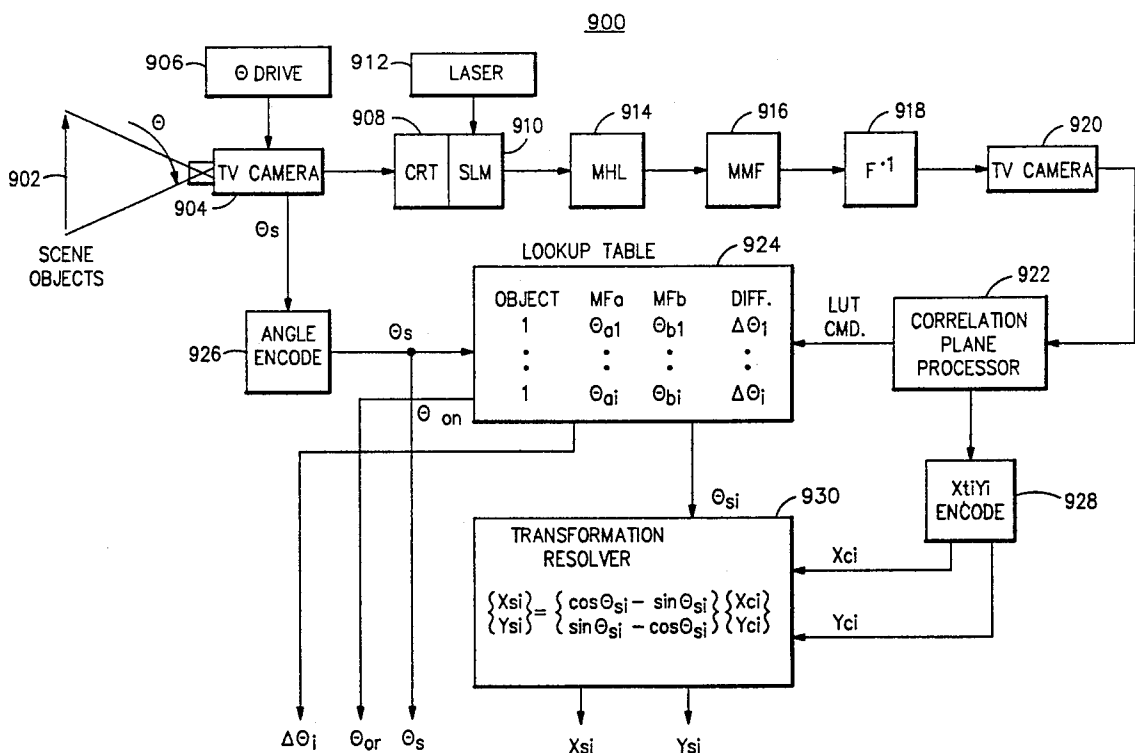 900
906
Θ DRIVE
912
LASER
908
910
914
916
918
920
902
Θ
TV CAMERA
904
CRT
SLM
MHL
MMF
F⁻¹
TV CAMERA
SCENE
OBJECTS
Θs
LOOKUP TABLE
924
OBJECT MFa MFb DIFF.
1 Θa1 Θb1 ΔΘ1
1 Θai Θbi ΔΘi
LUT
CMD.
922
CORRELATION
PLANE
PROCESSOR
926
ANGLE
ENCODE
Θs
Θon
Θsi
930
XtiYi
ENCODE
928
TRANSFORMATION
RESOLVER
{Xsi} = {cosΘsi – sinΘsi} {Xci}
{Ysi} {sinΘsi – cosΘsi} {Yci}
Xci
Yci
ΔΘi Θor Θs
Xsi Ysi